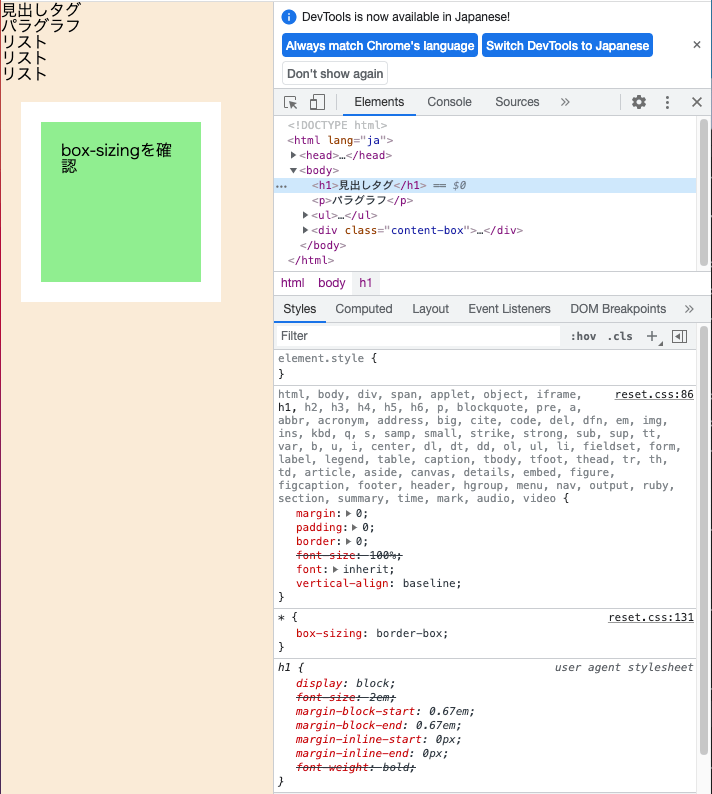 見出しタグ
パラグラフ
リスト
リスト
リスト
box-sizingを確
認
DevTools is now available in Japanese!
Always match Chrome's language
Switch DevTools to Japanese
Don't show again
Elements
Console
Sources
<!DOCTYPE html>
<html lang="ja">
<head>…</head>
<body>
<h1>見出しタグ</h1> == $0
<p>パラグラフ</p>
<ul>…</ul>
<div class="content-box">…</div>
</body>
</html>
html body h1
Styles
Computed
Layout
Event Listeners
DOM Breakpoints
Filter
:hov .cls
element.style {
}
html, body, div, span, applet, object, iframe, reset.css:86
h1, h2, h3, h4, h5, h6, p, blockquote, pre, a,
abbr, acronym, address, big, cite, code, del, dfn, em, img,
ins, kbd, q, s, samp, small, strike, strong, sub, sup, tt,
var, b, u, i, center, dl, dt, dd, ol, ul, li, fieldset, form,
label, legend, table, caption, tbody, tfoot, thead, tr, th,
td, article, aside, canvas, details, embed, figure,
figcaption, footer, header, hgroup, menu, nav, output, ruby,
section, summary, time, mark, audio, video {
margin: 0;
padding: 0;
border: 0;
font-size: 100%;
font: inherit;
vertical-align: baseline;
}
* { reset.css:131
box-sizing: border-box;
}
h1 { user agent stylesheet
display: block;
font-size: 2em;
margin-block-start: 0.67em;
margin-block-end: 0.67em;
margin-inline-start: 0px;
margin-inline-end: 0px;
font-weight: bold;
}